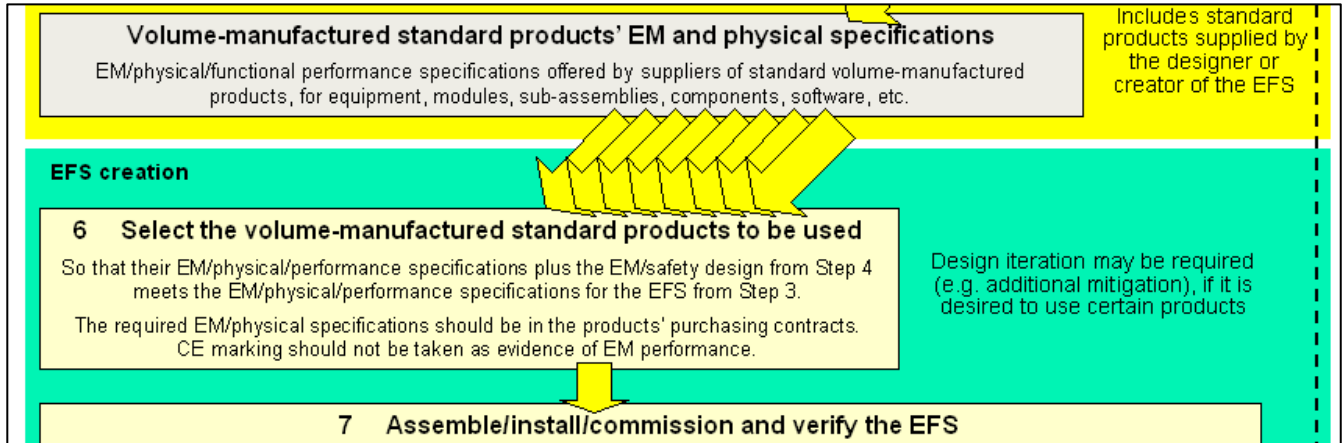 Volume-manufactured standard products' EM and physical specifications
EM/physical/functional performance specifications offered by suppliers of standard volume-manufactured
products, for equipment, modules, sub-assemblies, components, software, etc.
Includes standard
products supplied by
the designer or
creator of the EFS
EFS creation
6 Select the volume-manufactured standard products to be used
So that their EM/physical/performance specifications plus the EM/safety design from Step 4
meets the EM/physical/performance specifications for the EFS from Step 3.
The required EM/physical specifications should be in the products' purchasing contracts.
CE marking should not be taken as evidence of EM performance.
Design iteration may be required
(e.g. additional mitigation), if it is
desired to use certain products
7 Assemble/install/commission and verify the EFS